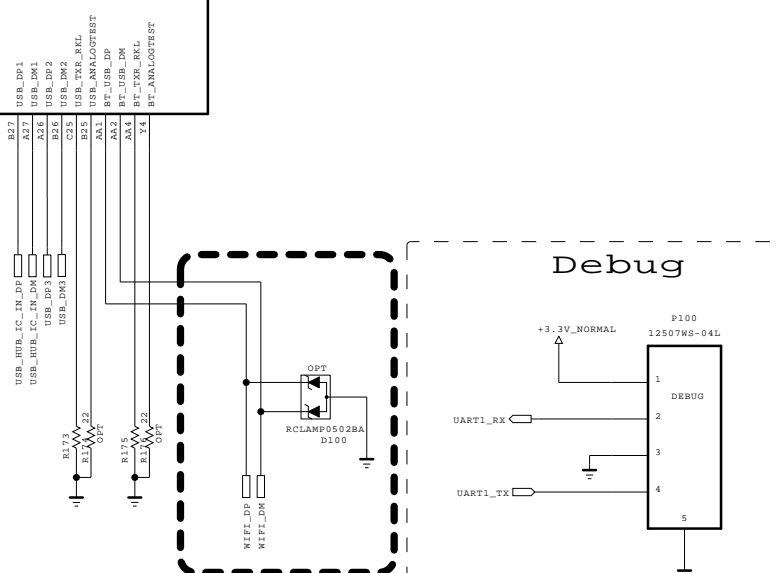 USB_DP1
USB_DM1
USB_DP2
USB_DM2
USB_TXR_RKL
USB_ANALOGTEST
BT_USB_DP
BT_USB_DM
BT_TXR_RKL
BT_ANALOGTEST
B27
A27
A26
B26
C25
B25
AA1
AA2
AA4
Y4
USB_HUB_IC_IN_DP
USB_HUB_IC_IN_DM
USB_DP3
USB_DM3
R173
R174 22
OPT
R175
R176 22
OPT
OPT
RCLAMP0502BA
D100
WIFI_DP
WIFI_DM
Debug
P100
12507WS-04L
+3.3V_NORMAL
DEBUG
1
UART1_RX
2
3
UART1_TX
4
5